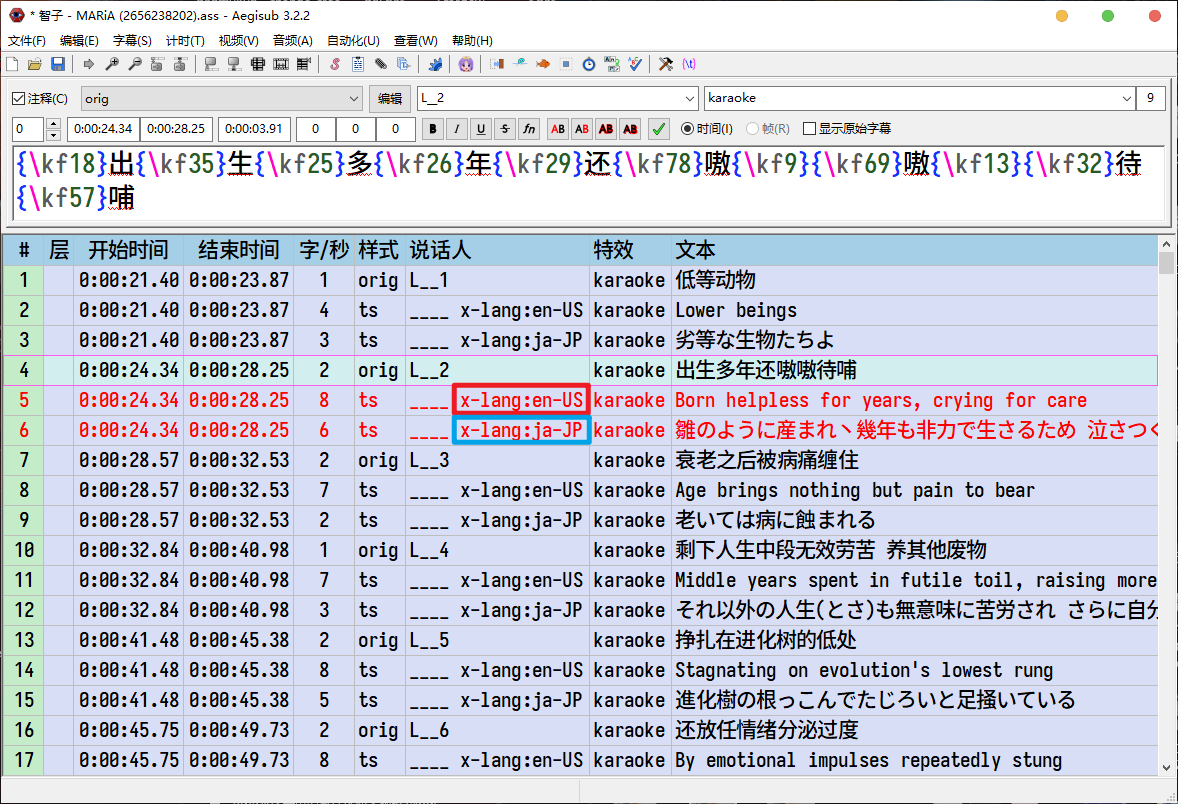 * 智子 - MARiA (2656238202).ass - Aegisub 3.2.2
文件(F) 编辑(E) 字幕(S) 计时(T) 视频(V) 音频(A) 自动化(U) 查看(W) 帮助(H)
注释(C) orig 编辑 L__2 karaoke 9
0 0:00:24.34 0:00:28.25 0:00:03.91 0 0 0 B I U S fn AB AB AB AB 时间(I) 帧(R) 显示原始字幕
{\kf18}出{\kf35}生{\kf25}多{\kf26}年{\kf29}还{\kf78}嗷{\kf9}{\kf69}嗷{\kf13}{\kf32}待
{\kf57}哺
# 层 开始时间 结束时间 字/秒 样式 说话人 特效 文本
1 0:00:21.40 0:00:23.87 1 orig L__1 karaoke 低等动物
2 0:00:21.40 0:00:23.87 4 ts ____ x-lang:en-US karaoke Lower beings
3 0:00:21.40 0:00:23.87 3 ts ____ x-lang:ja-JP karaoke 劣等な生物たちよ
4 0:00:24.34 0:00:28.25 2 orig L__2 karaoke 出生多年还嗷嗷待哺
5 0:00:24.34 0:00:28.25 8 ts ____ x-lang:en-US karaoke Born helpless for years, crying for care
6 0:00:24.34 0:00:28.25 6 ts ____ x-lang:ja-JP karaoke 雛のように産まれ丶幾年も非力で生さるため 泣さつく
7 0:00:28.57 0:00:32.53 2 orig L__3 karaoke 衰老之后被病痛缠住
8 0:00:28.57 0:00:32.53 7 ts ____ x-lang:en-US karaoke Age brings nothing but pain to bear
9 0:00:28.57 0:00:32.53 2 ts ____ x-lang:ja-JP karaoke 老いては病に蝕まれる
10 0:00:32.84 0:00:40.98 1 orig L__4 karaoke 剩下人生中段无效劳苦 养其他废物
11 0:00:32.84 0:00:40.98 7 ts ____ x-lang:en-US karaoke Middle years spent in futile toil, raising more
12 0:00:32.84 0:00:40.98 3 ts ____ x-lang:ja-JP karaoke それ以外の人生(とさ)も無意味に苦労され さらに自分
13 0:00:41.48 0:00:45.38 2 orig L__5 karaoke 挣扎在进化树的低处
14 0:00:41.48 0:00:45.38 8 ts ____ x-lang:en-US karaoke Stagnating on evolution's lowest rung
15 0:00:41.48 0:00:45.38 5 ts ____ x-lang:ja-JP karaoke 進化樹の根っこんでたじろいと足掻いている
16 0:00:45.75 0:00:49.73 2 orig L__6 karaoke 还放任情绪分泌过度
17 0:00:45.75 0:00:49.73 8 ts ____ x-lang:en-US karaoke By emotional impulses repeatedly stung